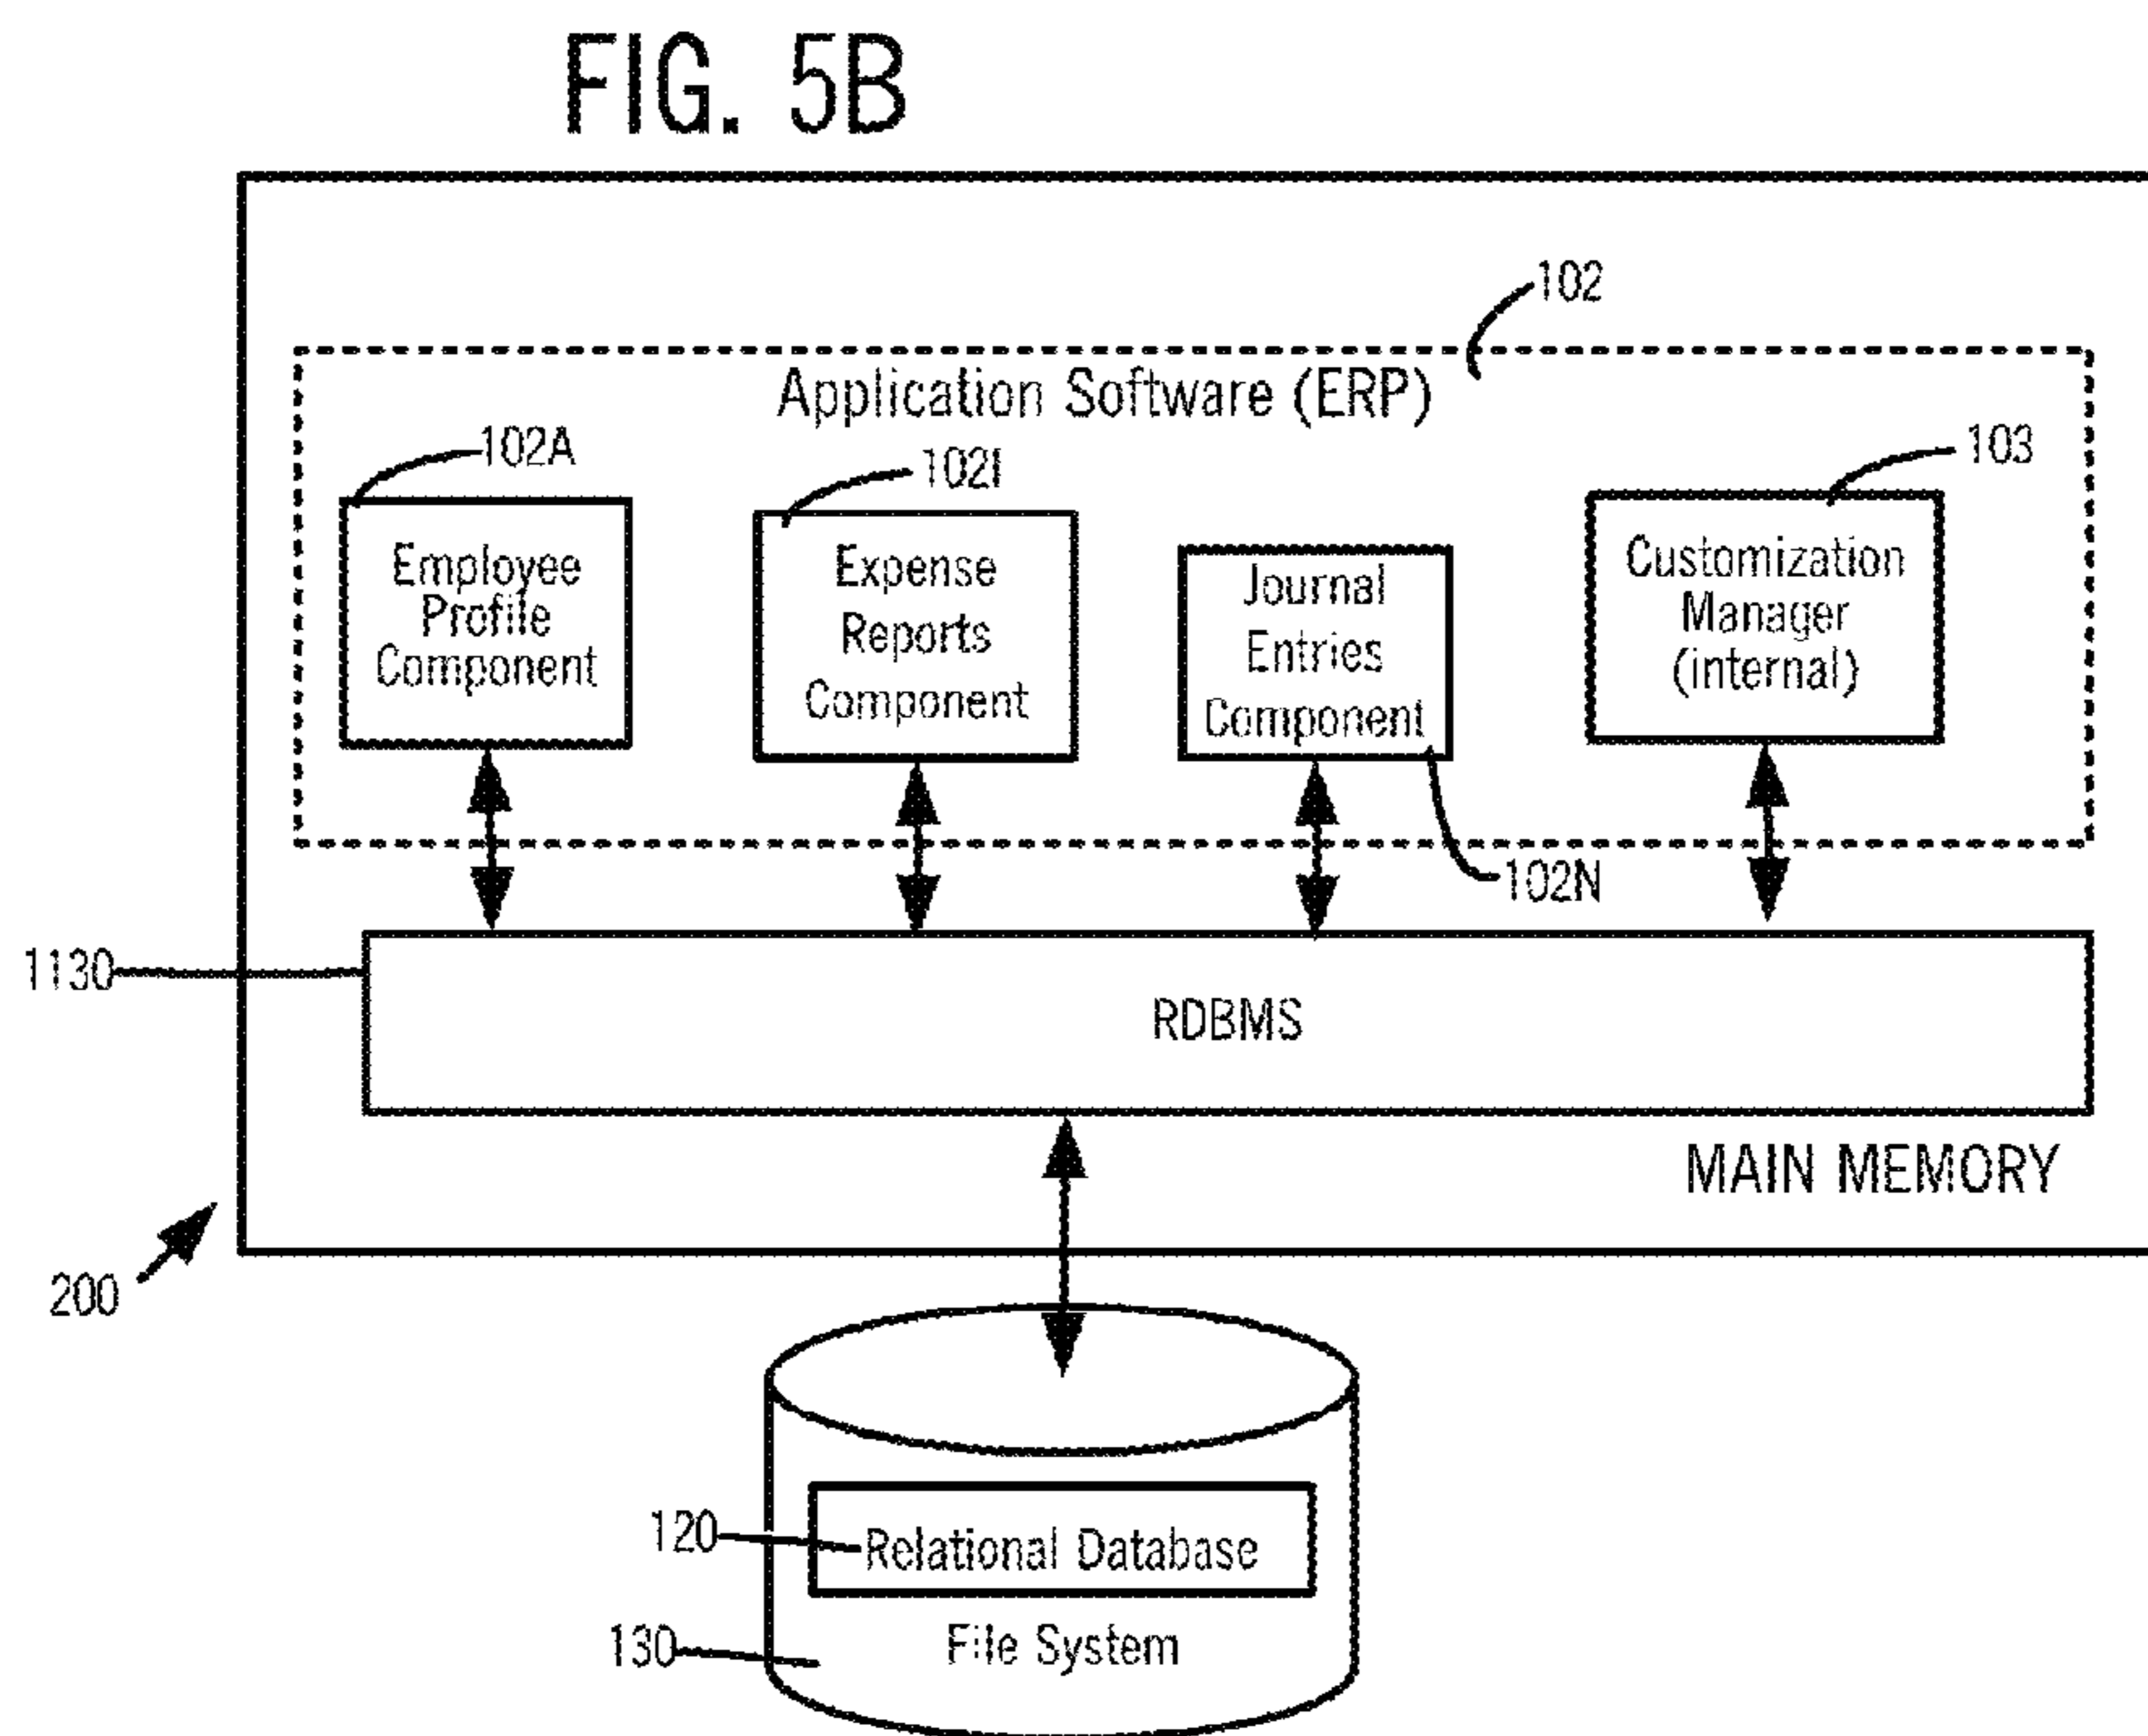 FIG. 5B
102
Application Software (ERP)
102A
102I
103
Employee
Profile
Component
Expense
Reports
Component
Journal
Entries
Component
Customization
Manager
(internal)
102N
1130
RDBMS
MAIN MEMORY
200
120
Relational Database
130
File System